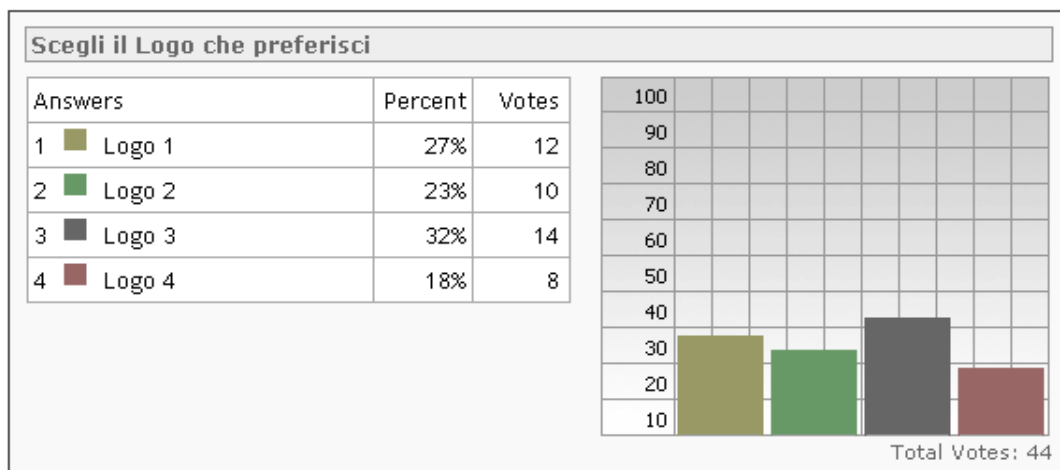 Scegli il Logo che preferisci
Answers Percent Votes
1 Logo 1 27% 12
2 Logo 2 23% 10
3 Logo 3 32% 14
4 Logo 4 18% 8
100
90
80
70
60
50
40
30
20
10
Total Votes: 44